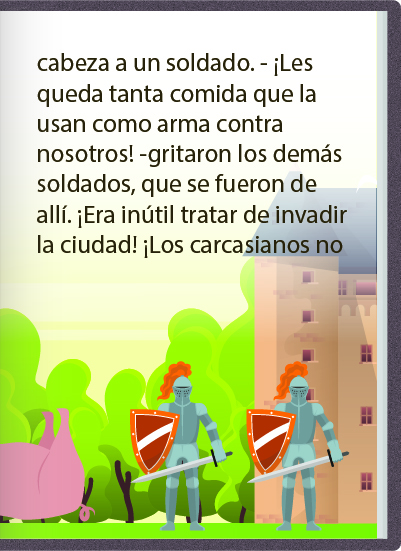 cabeza a un soldado. - ¡Les
queda tanta comida que la
usan como arma contra
nosotros! -gritaron los demás
soldados, que se fueron de
allí. ¡Era inútil tratar de invadir
la ciudad! ¡Los carcasianos no